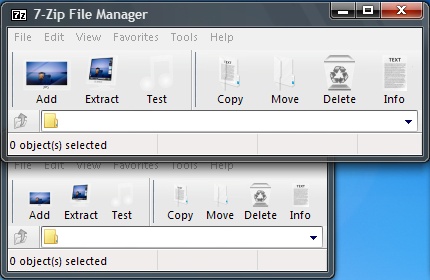 7z 7-Zip File Manager
File Edit View Favorites Tools Help
Add Extract Test Copy Move Delete Info
0 object(s) selected
File Edit View Favorites Tools Help
Add Extract Test Copy Move Delete Info
0 object(s) selected